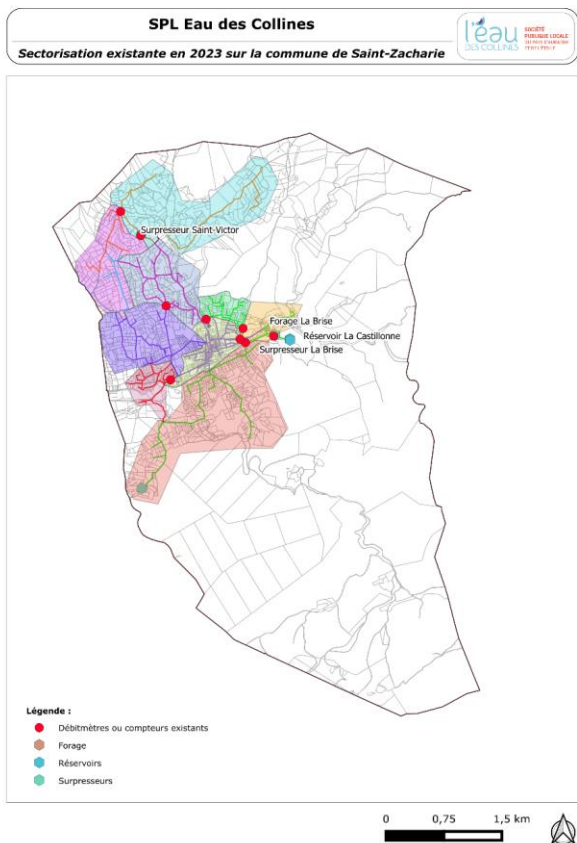 SPL Eau des Collines
Sectorisation existante en 2023 sur la commune de Saint-Zacharie
l'eau
DES COLLINES
SOCIÉTÉ
PUBLIQUE LOCALE
Surpresseur Saint-Victor
Forage La Brise
Réservoir La Castillonne
Surpresseur La Brise
Légende :
Débitmètres ou compteurs existants
Forage
Réservoirs
Surpresseurs
0 0,75 1,5 km